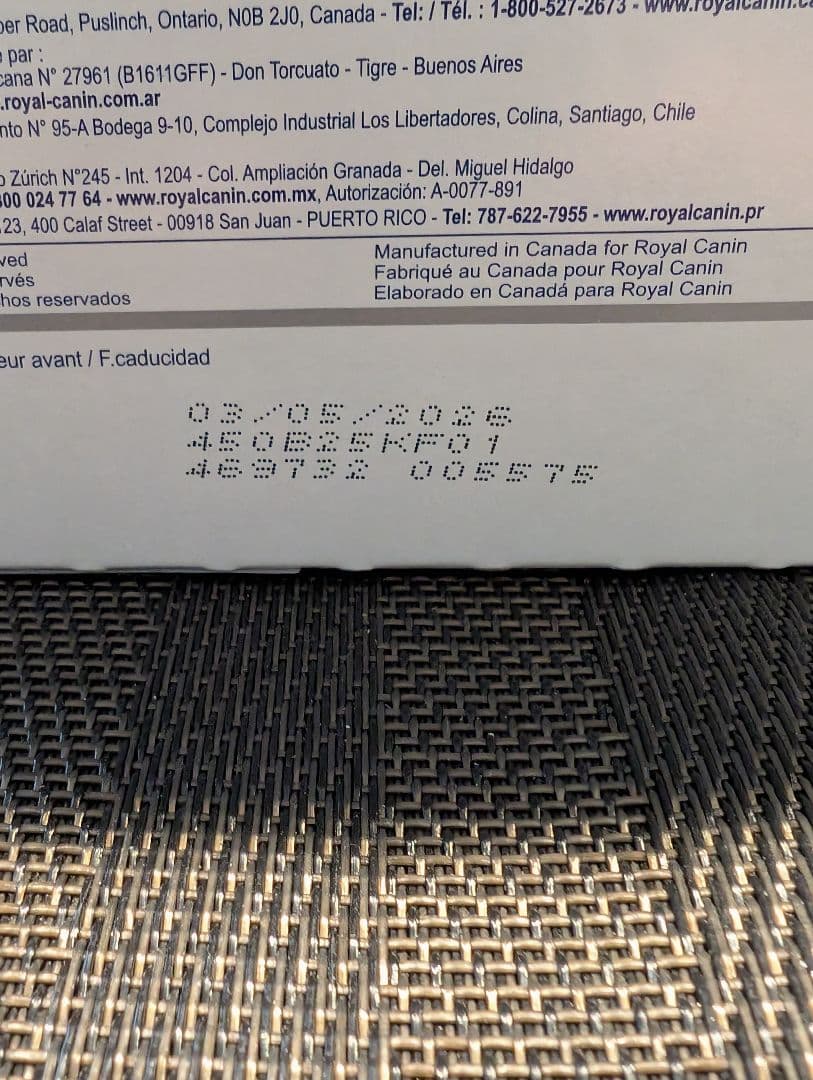 Road, Puslinch, Ontario, N0B 2J0, Canada - Tel: / Tél. : 1-800-527-2673 - www.royalcanin.c
par :
N° 27961 (B1611GFF) - Don Torcuato - Tigre - Buenos Aires
.royal-canin.com.ar
nto N° 95-A Bodega 9-10, Complejo Industrial Los Libertadores, Colina, Santiago, Chile
Zúrich N°245 - Int. 1204 - Col. Ampliación Granada - Del. Miguel Hidalgo
00 024 77 64 - www.royalcanin.com.mx, Autorización: A-0077-891
23, 400 Calaf Street - 00918 San Juan - PUERTO RICO - Tel: 787-622-7955 - www.royalcanin.pr
ved
rvés
hos reservados
Manufactured in Canada for Royal Canin
Fabriqué au Canada pour Royal Canin
Elaborado en Canadá para Royal Canin
eur avant / F.caducidad
03/05/2026
450B25KF01
469732 005575